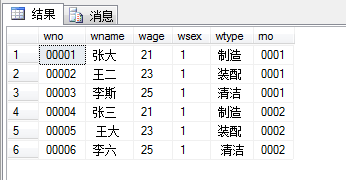 结果 消息
wno wname wage wsex wtype mo
1 00001 张大 21 1 制造 0001
2 00002 王二 23 1 装配 0001
3 00003 李斯 25 1 清洁 0001
4 00004 张三 21 1 制造 0002
5 00005 王大 23 1 装配 0002
6 00006 李六 25 1 清洁 0002